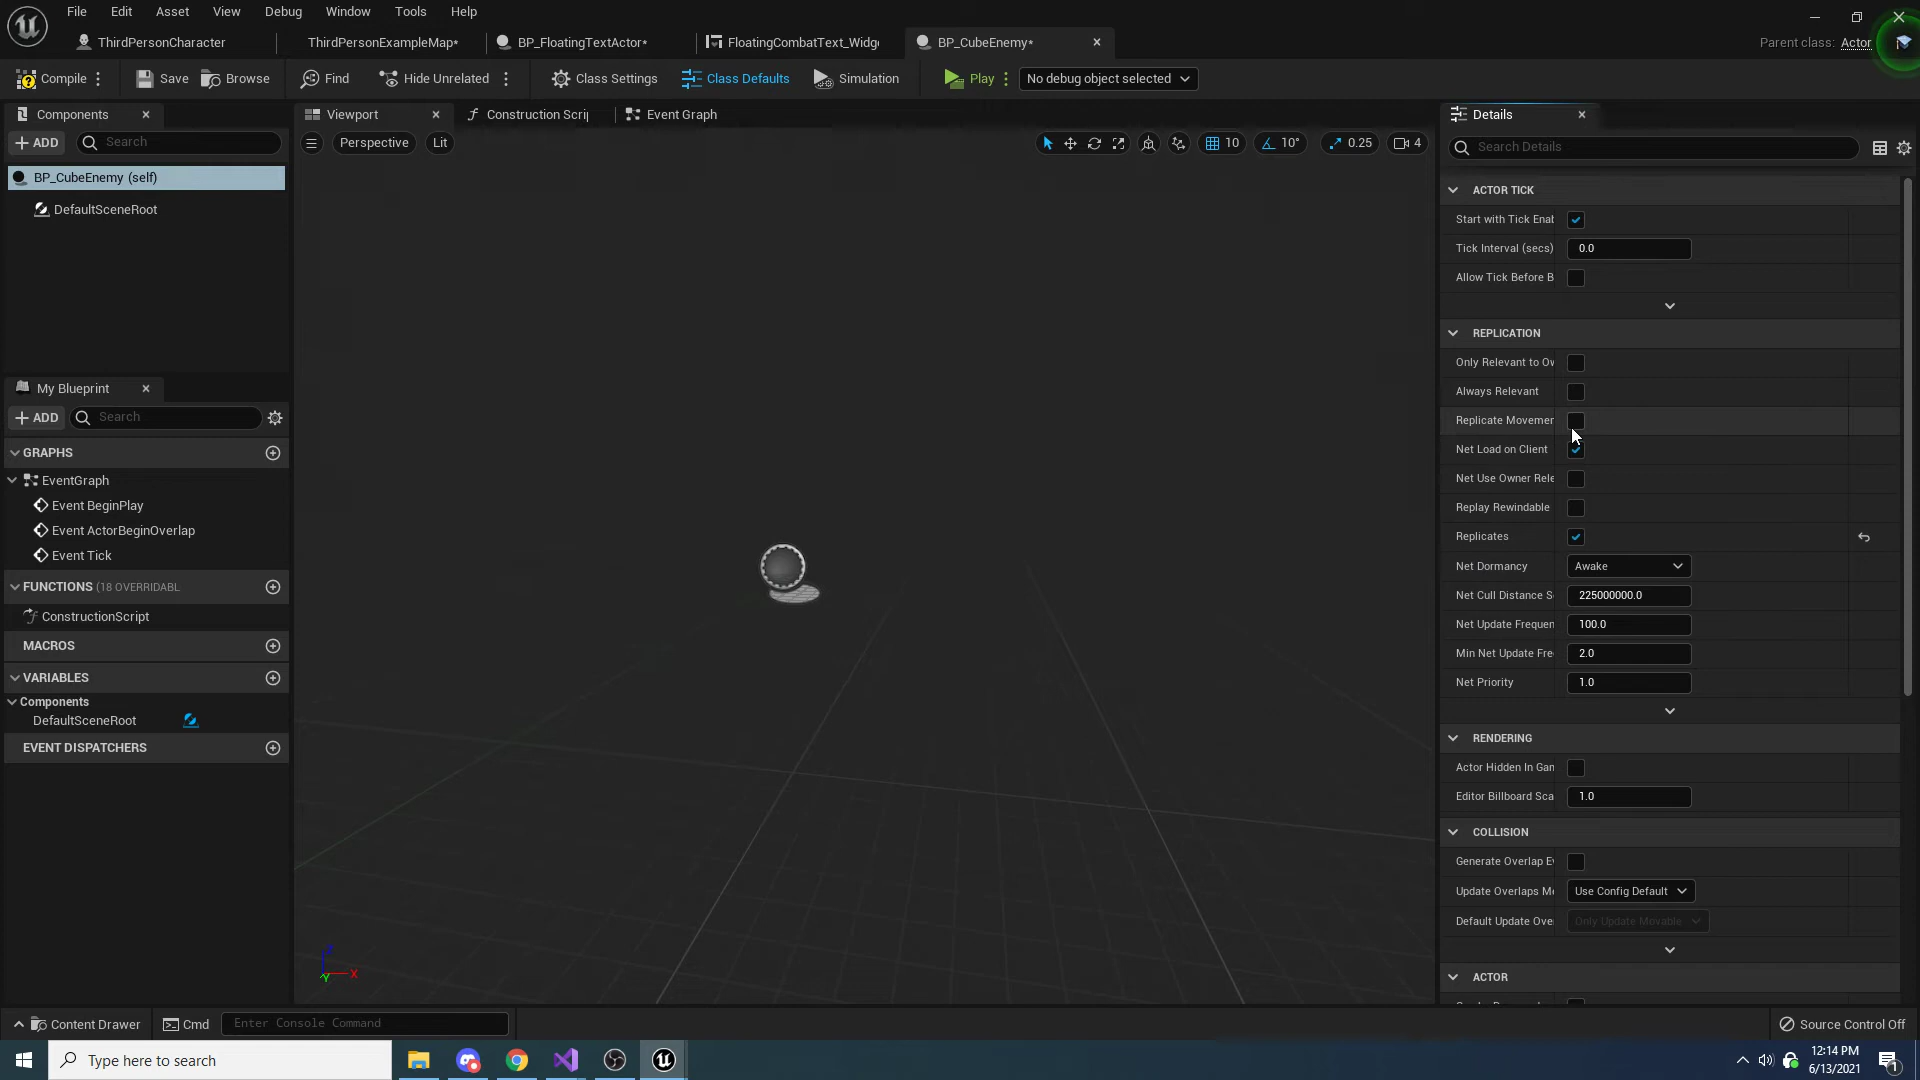 File Edit Asset View Debug Window Tools Help
ThirdPersonCharacter ThirdPersonExampleMap* BP_FloatingTextActor* FloatingCombatText_Widg BP_CubeEnemy* Parent class: Actor
Compile Save Browse Find Hide Unrelated Class Settings Class Defaults Simulation Play No debug object selected
Components Viewport Construction Scrip Event Graph Details
ADD Search Perspective Lit 10 10° 0.25 4 Search Details
BP_CubeEnemy (self)
DefaultSceneRoot
My Blueprint
ADD Search
GRAPHS
EventGraph
Event BeginPlay
Event ActorBeginOverlap
Event Tick
FUNCTIONS (18 OVERRIDABL
ConstructionScript
MACROS
VARIABLES
Components
DefaultSceneRoot
EVENT DISPATCHERS
Z
X
Y
ACTOR TICK
Start with Tick Enab
Tick Interval (secs) 0.0
Allow Tick Before B
REPLICATION
Only Relevant to Ow
Always Relevant
Replicate Movemen
Net Load on Client
Net Use Owner Rele
Replay Rewindable
Replicates
Net Dormancy Awake
Net Cull Distance S 225000000.0
Net Update Frequen 100.0
Min Net Update Fre 2.0
Net Priority 1.0
RENDERING
Actor Hidden In Gam
Editor Billboard Sca 1.0
COLLISION
Generate Overlap Ev
Update Overlaps Me Use Config Default
Default Update Over Only Update Movable
ACTOR
Content Drawer Cmd Enter Console Command Source Control Off
Type here to search 12:14 PM
6/13/2021
1